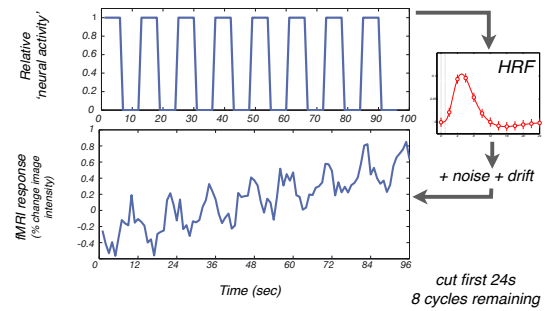 Relative
'neural activity'
1
0.8
0.6
0.4
0.2
0
0 10 20 30 40 50 60 70 80 90 100
HRF
+ noise + drift
fMRI response
(% change image
intensity)
1
0.8
0.6
0.4
0.2
0
-0.2
-0.4
0 12 24 36 48 60 72 84 96
Time (sec)
cut first 24s
8 cycles remaining